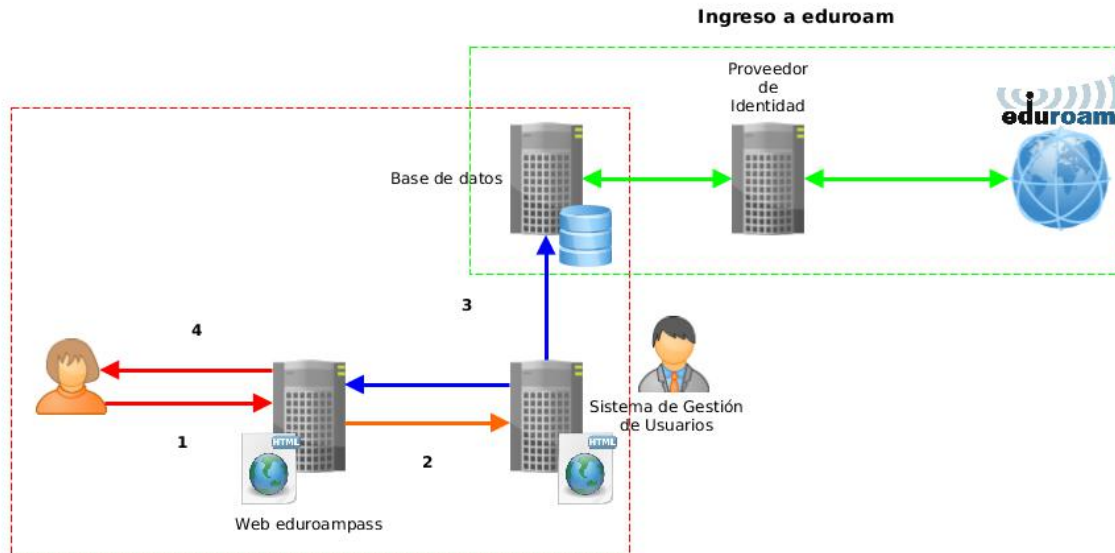 Ingreso a eduroam
Proveedor
de
Identidad
eduroam
Base de datos
3
4
Sistema de Gestión
de Usuarios
1
2
HTML
HTML
Web eduroampass